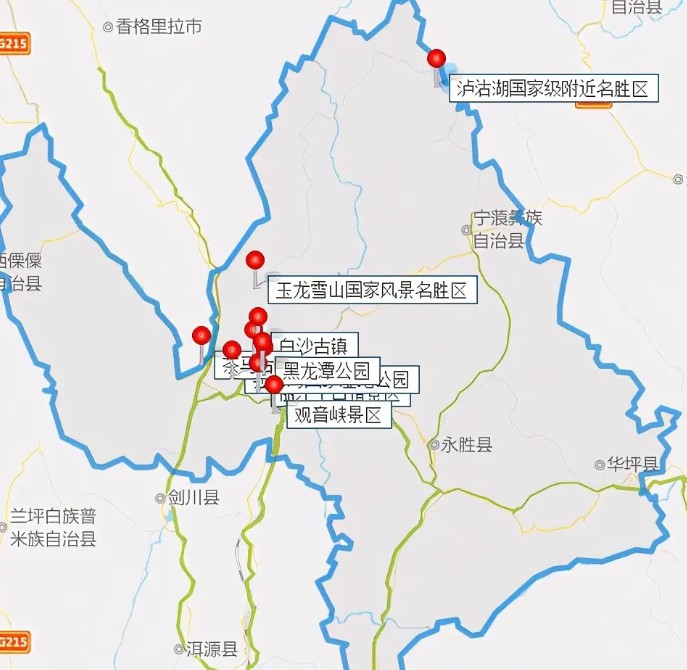 自治县
香格里拉市
G215
泸沽湖国家级附近名胜区
宁蒗彝族
自治县
西傈僳
自治县
玉龙雪山国家风景名胜区
白沙古镇
茶马
黑龙潭公园
公园
观音峡景区
永胜县
华坪县
剑川县
兰坪白族普
米族自治县
G215
洱源县